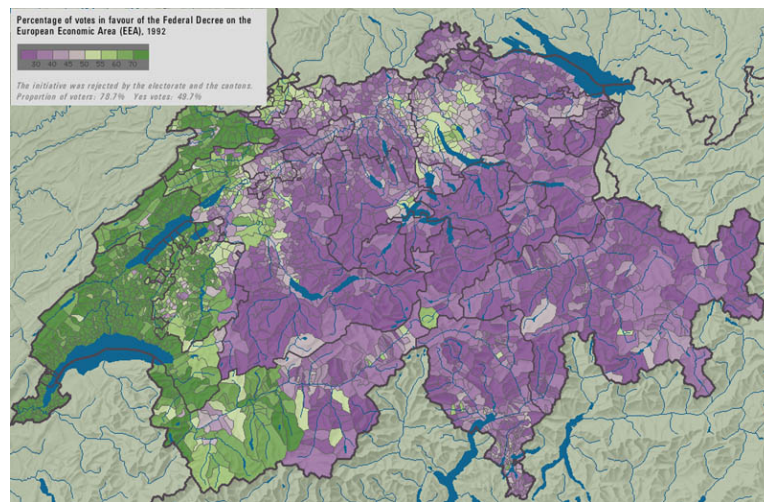 Percentage of votes in favour of the Federal Decree on the
European Economic Area (EEA), 1992
30 40 45 50 55 60 70
The initiative was rejected by the electorate and the cantons.
Proportion of voters: 78.7% Yes votes: 49.7%